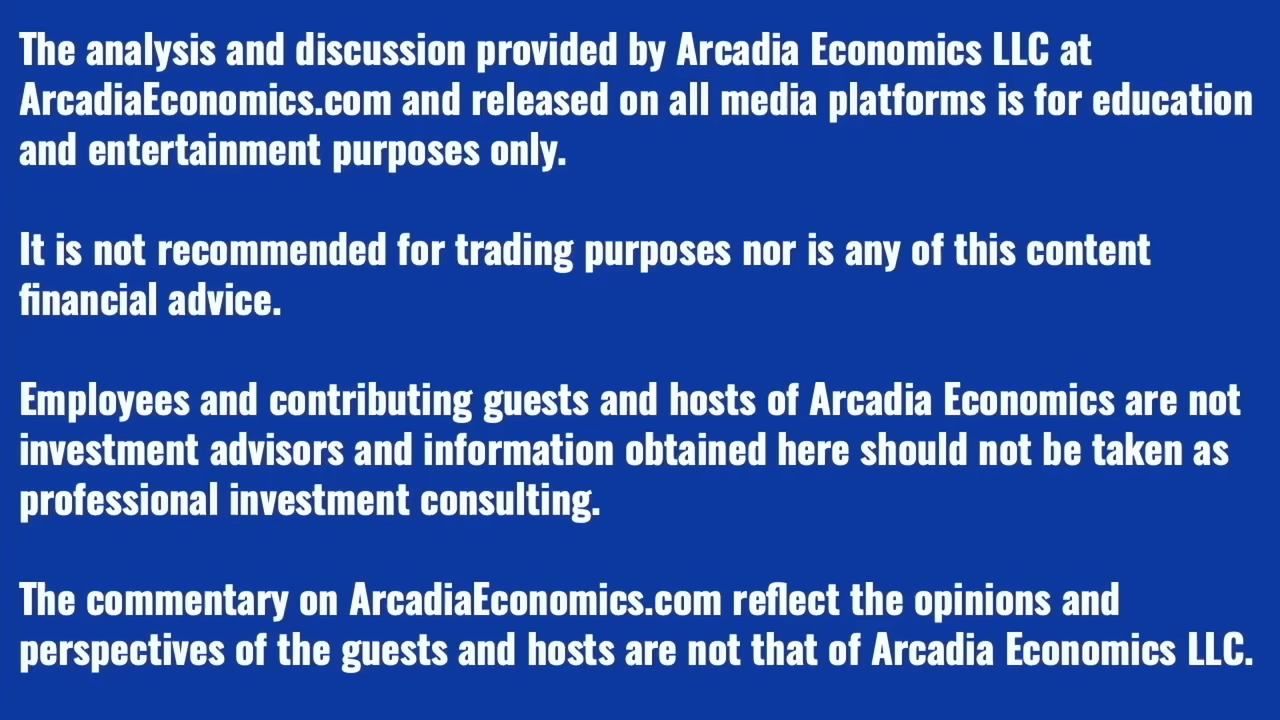 The analysis and discussion provided by Arcadia Economics LLC at
ArcadiaEconomics.com and released on all media platforms is for education
and entertainment purposes only.
It is not recommended for trading purposes nor is any of this content
financial advice.
Employees and contributing guests and hosts of Arcadia Economics are not
investment advisors and information obtained here should not be taken as
professional investment consulting.
The commentary on ArcadiaEconomics.com reflect the opinions and
perspectives of the guests and hosts are not that of Arcadia Economics LLC.